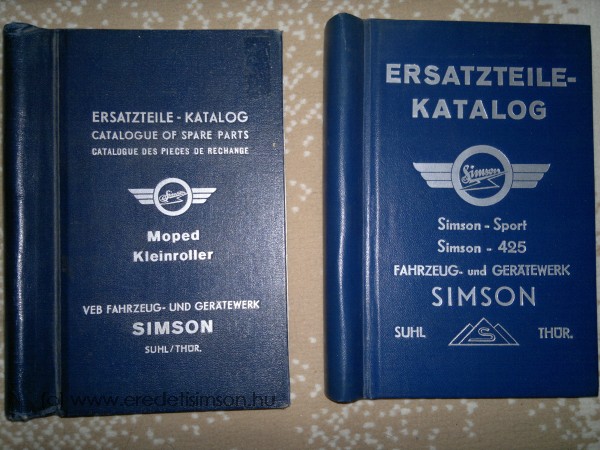 ERSATZTEILE - KATALOG
CATALOGUE OF SPARE PARTS
CATALOGUE DES PIECES DE RECHANGE
Simson
Moped
Kleinroller
VEB FAHRZEUG- UND GERÄTEWERK
SIMSON
SUHL/THÜR.
ERSATZTEILE-
KATALOG
Simson
Simson - Sport
Simson - 425
FAHRZEUG- und GERÄTEWERK
SIMSON
SUHL S THÜR.
(c) www.eredetisimson.hu